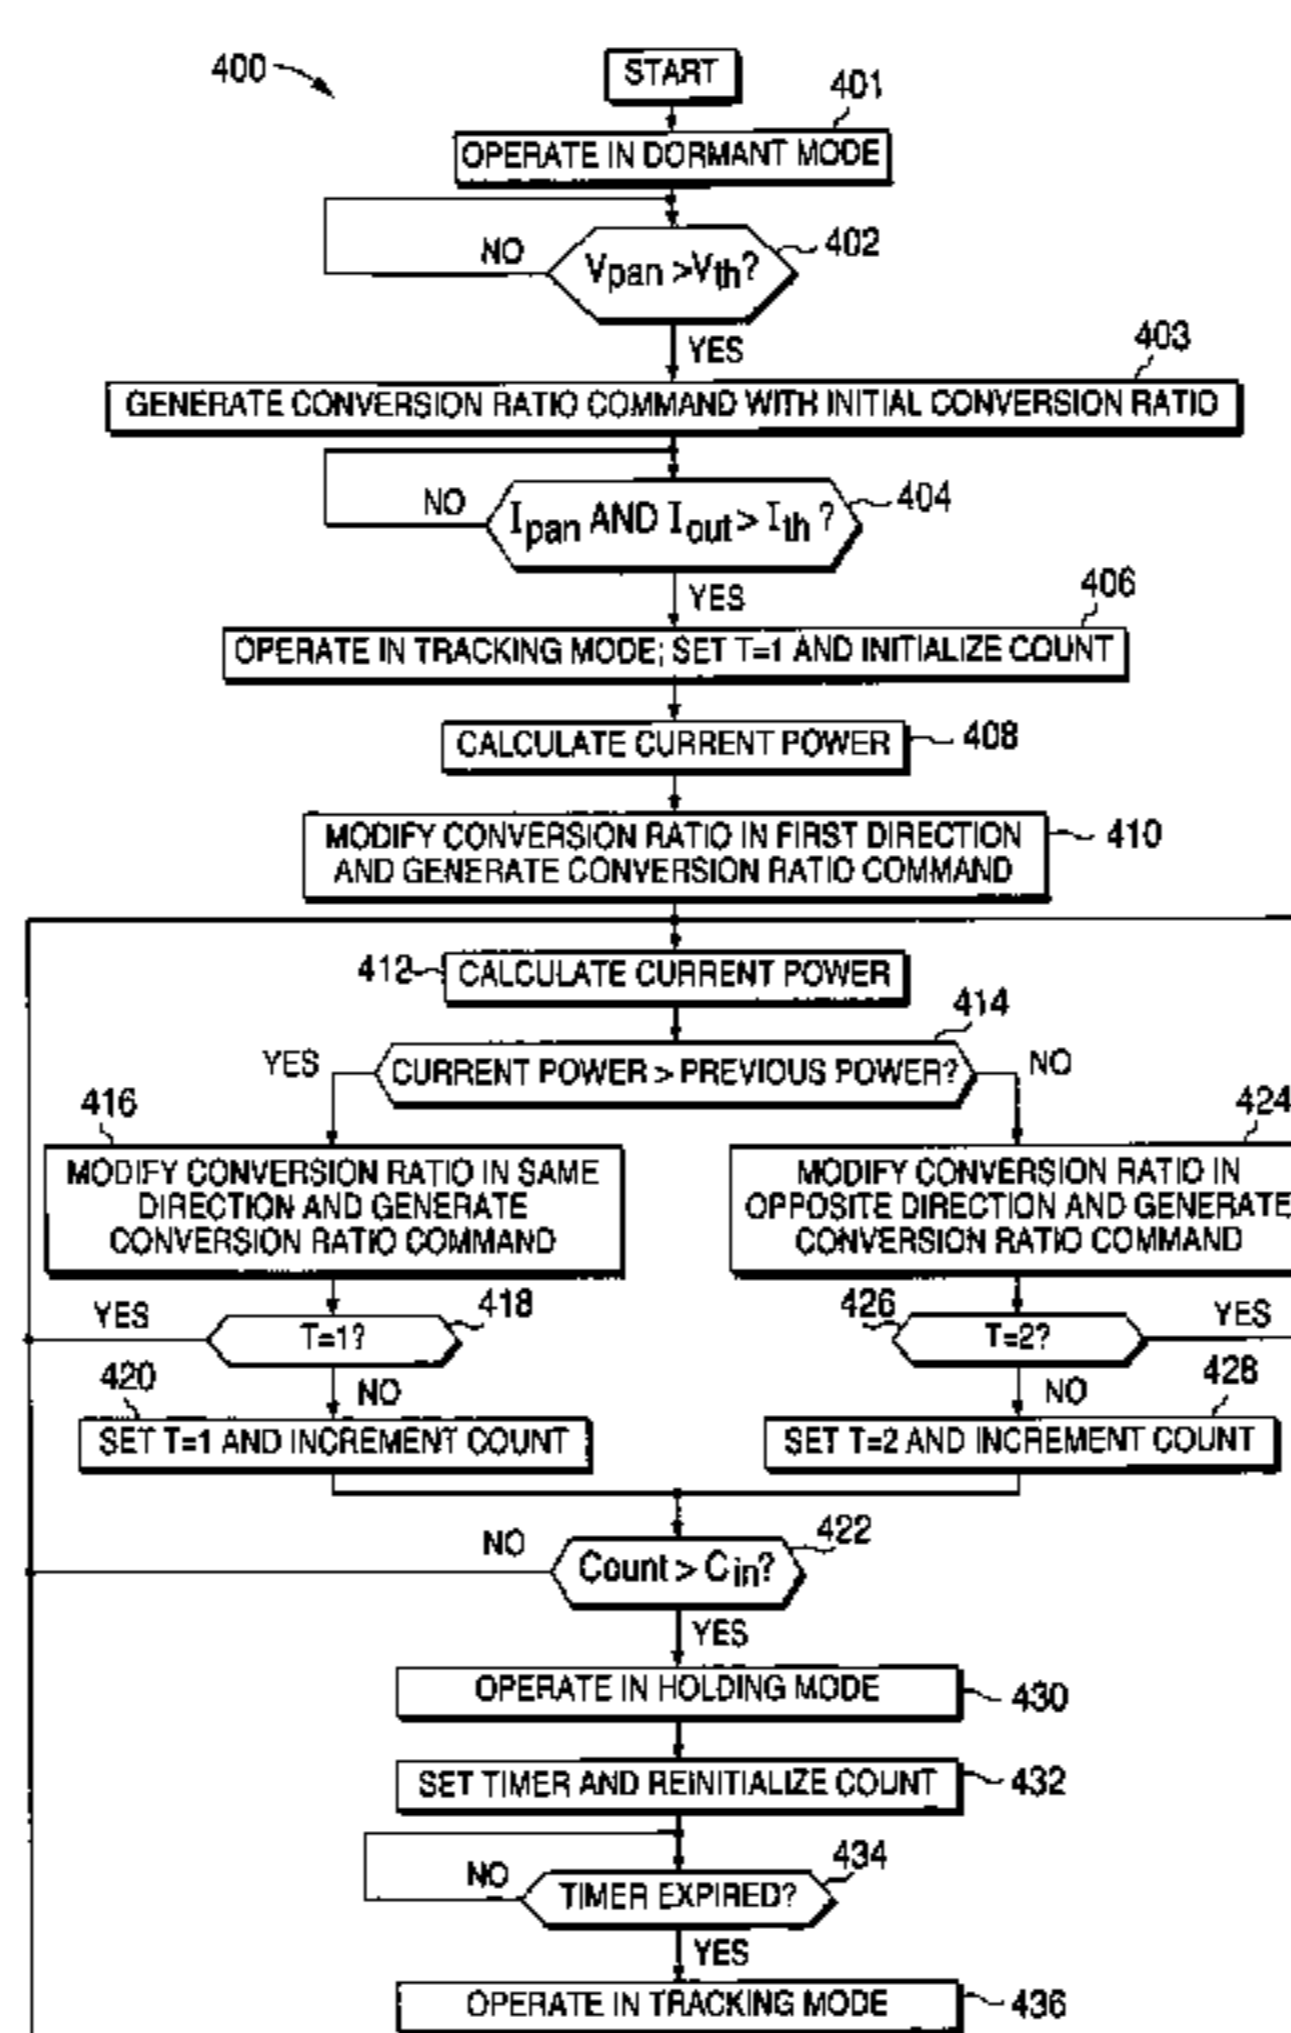 400
START
401
OPERATE IN DORMANT MODE
NO
Vpan >Vth?
402
YES
403
GENERATE CONVERSION RATIO COMMAND WITH INITIAL CONVERSION RATIO
NO
Ipan AND Iout > Ith ?
404
YES
406
OPERATE IN TRACKING MODE; SET T=1 AND INITIALIZE COUNT
CALCULATE CURRENT POWER
408
MODIFY CONVERSION RATIO IN FIRST DIRECTION
AND GENERATE CONVERSION RATIO COMMAND
410
412
CALCULATE CURRENT POWER
414
YES
CURRENT POWER > PREVIOUS POWER?
NO
416
MODIFY CONVERSION RATIO IN SAME
DIRECTION AND GENERATE
CONVERSION RATIO COMMAND
424
MODIFY CONVERSION RATIO IN
OPPOSITE DIRECTION AND GENERATE
CONVERSION RATIO COMMAND
YES
T=1?
418
426
T=2?
YES
420
NO
SET T=1 AND INCREMENT COUNT
NO
428
SET T=2 AND INCREMENT COUNT
NO
Count > Cin?
422
YES
OPERATE IN HOLDING MODE
430
SET TIMER AND REINITIALIZE COUNT
432
NO
TIMER EXPIRED?
434
YES
OPERATE IN TRACKING MODE
436